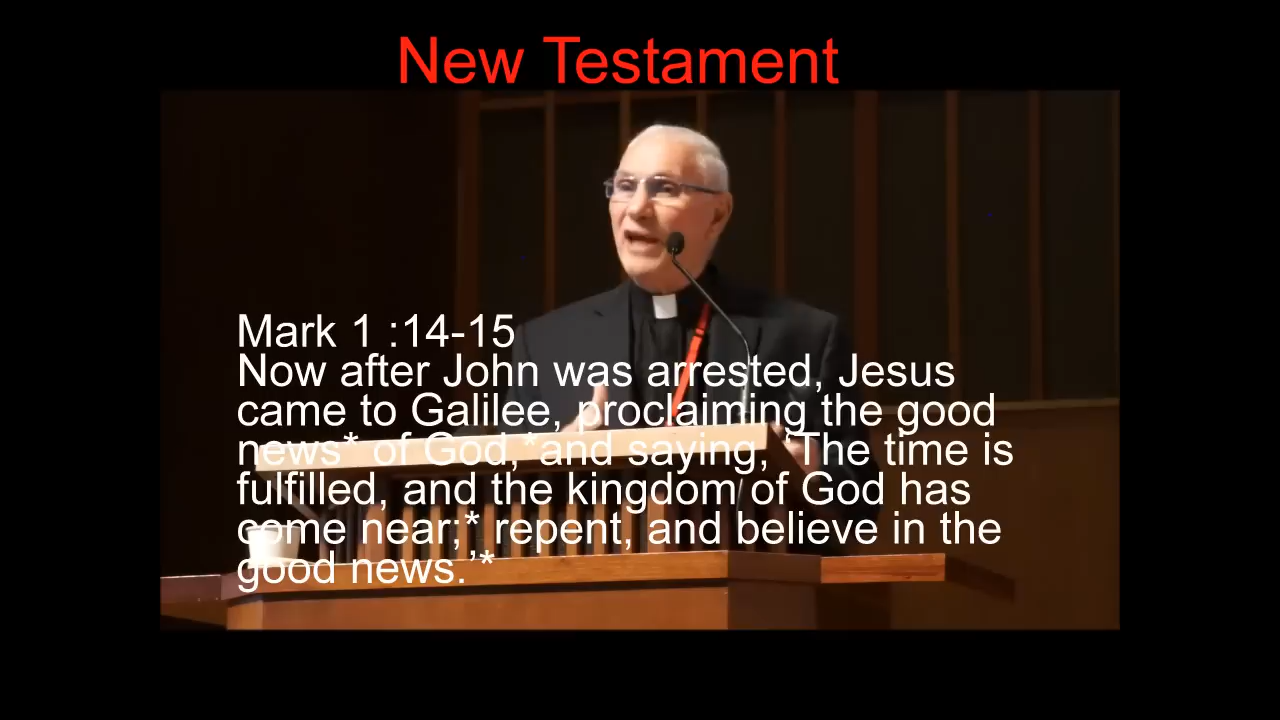 New Testament
Mark 1 :14-15
Now after John was arrested, Jesus
came to Galilee, proclaiming the good
news* of God,*and saying, ‘The time is
fulfilled, and the kingdom of God has
come near;* repent, and believe in the
good news.’*